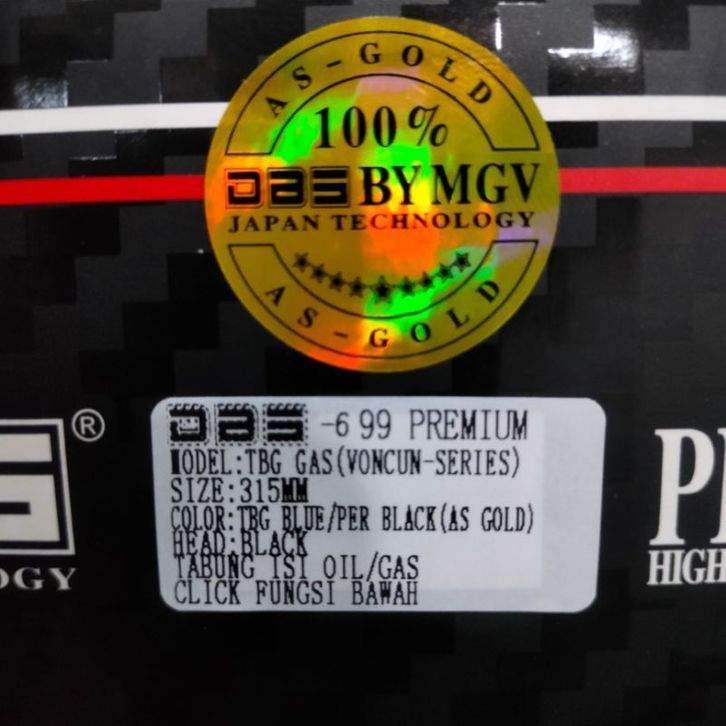 AS-GOLD
100%
DBS BY MGV
JAPAN TECHNOLOGY
AS-GOLD
®
OGY
HIGH
DBS -6 99 PREMIUM
MODEL:TBG GAS(VONCUN-SERIES)
SIZE:315MM
COLOR:TBG BLUE/PER BLACK(AS GOLD)
HEAD:BLACK
TABUNG ISI OIL/GAS
CLICK FUNGSI BAWAH